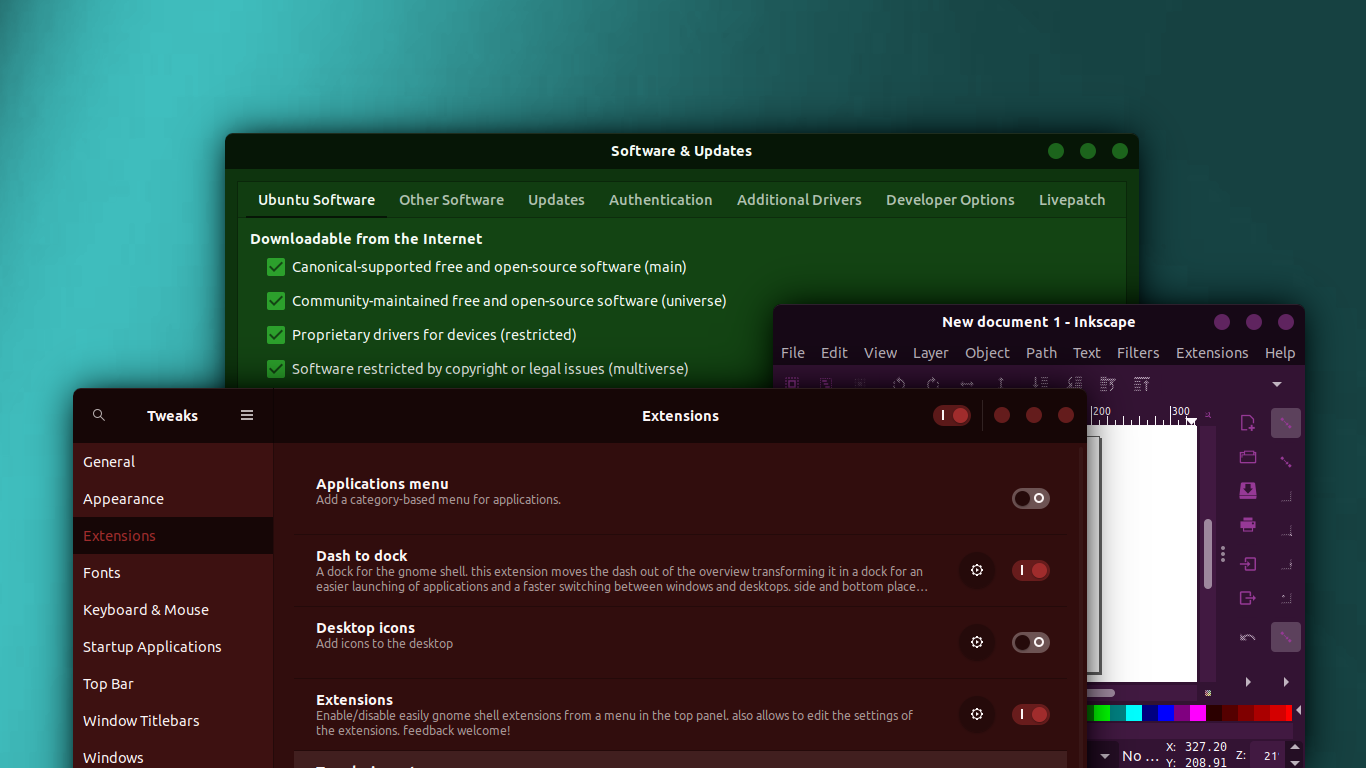 Software & Updates
Ubuntu Software Other Software Updates Authentication Additional Drivers Developer Options Livepatch
Downloadable from the Internet
Canonical-supported free and open-source software (main)
Community-maintained free and open-source software (universe)
Proprietary drivers for devices (restricted)
Software restricted by copyright or legal issues (multiverse)
New document 1 - Inkscape
File Edit View Layer Object Path Text Filters Extensions Help
200 300
No ... X: 327.20 Z: 21
Y: 208.91
Tweaks Extensions
General
Appearance
Extensions
Fonts
Keyboard & Mouse
Startup Applications
Top Bar
Window Titlebars
Windows
Applications menu
Add a category-based menu for applications.
Dash to dock
A dock for the gnome shell. this extension moves the dash out of the overview transforming it in a dock for an
easier launching of applications and a faster switching between windows and desktops. side and bottom place...
Desktop icons
Add icons to the desktop
Extensions
Enable/disable easily gnome shell extensions from a menu in the top panel. also allows to edit the settings of
the extensions. feedback welcome!